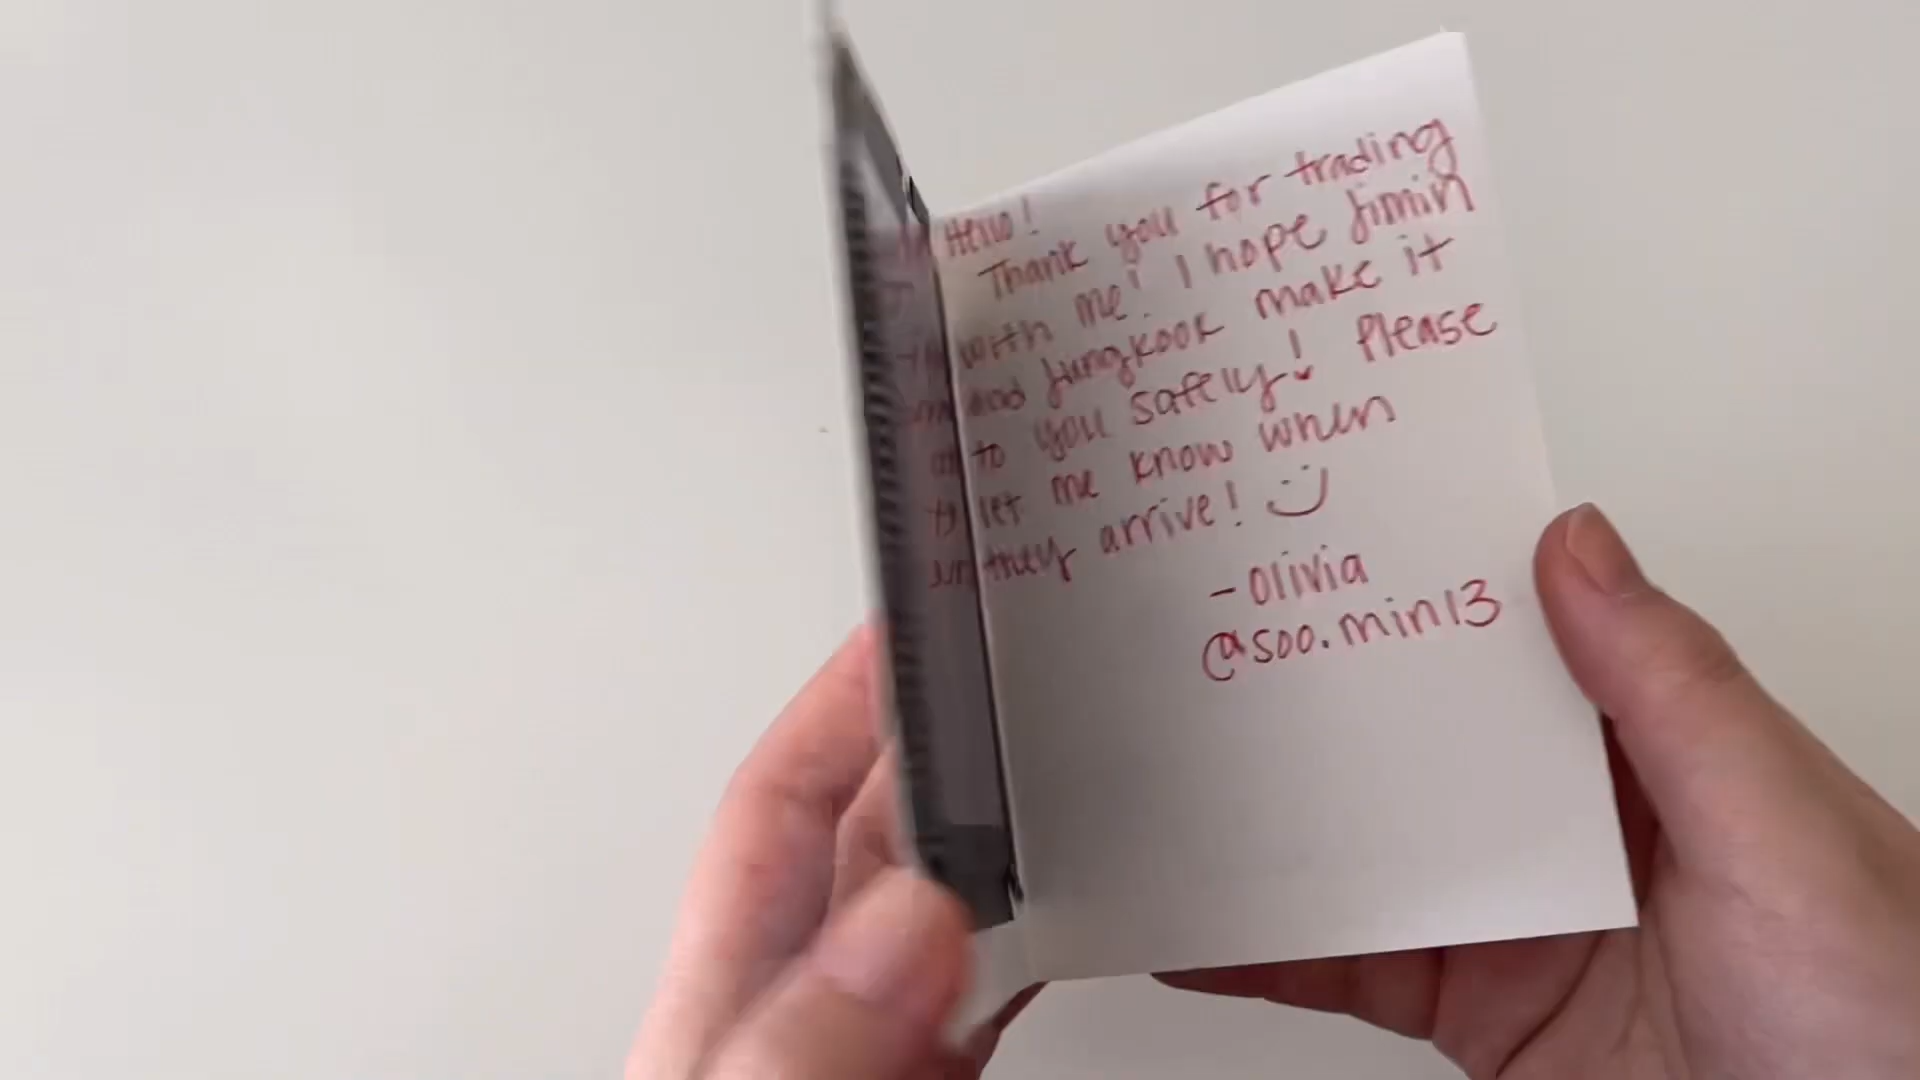 Hello!
Thank you for trading
with me! I hope Jimin
and Jungkook make it
to you safely! Please
let me know when
they arrive! :)
- Olivia
@soo.min13